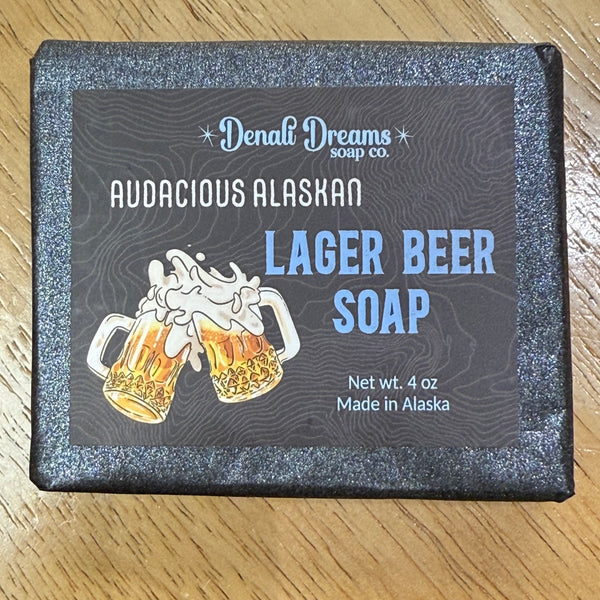 Denali Dreams
soap co.
AUDACIOUS ALASKAN
LAGER BEER
SOAP
Net wt. 4 oz
Made in Alaska